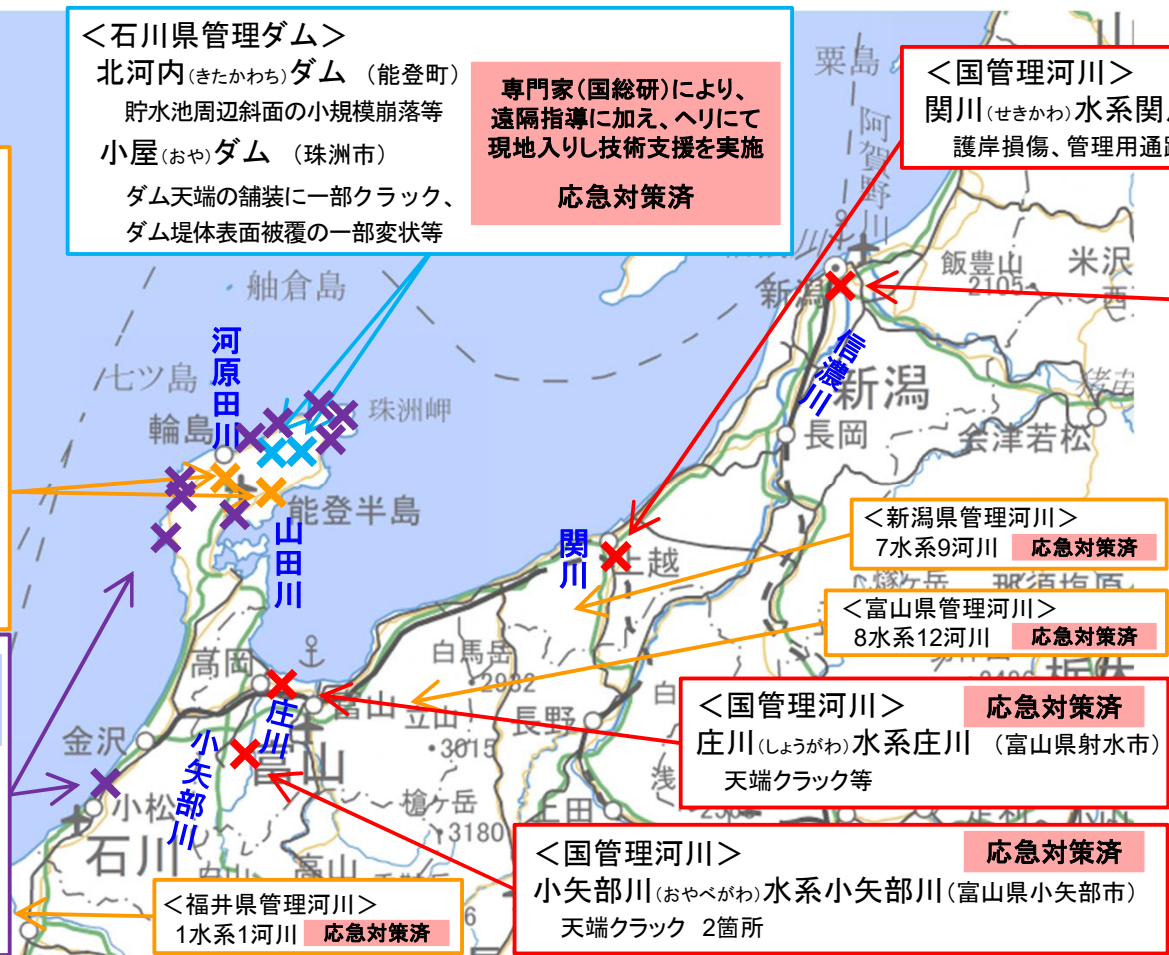 ＜石川県管理ダム＞
北河内(きたかわち)ダム （能登町）
貯水池周辺斜面の小規模崩落等
小屋(おや)ダム （珠洲市）
ダム天端の舗装に一部クラック、
ダム堤体表面被覆の一部変状等
専門家(国総研)により、
遠隔指導に加え、ヘリにて
現地入りし技術支援を実施
応急対策済
＜国管理河川＞
関川(せきかわ)水系関
護岸損傷、管理用通
粟島
阿賀野川
飯豊山
2105
米沢
西
新潟
信濃川
新潟
長岡
会津若松
舳倉島
七ツ島
河原田川
輪島
珠洲岬
能登半島
山田川
関川
上越
＜新潟県管理河川＞
7水系9河川 応急対策済
那須塩原
＜富山県管理河川＞
8水系12河川 応急対策済
高岡
富山
白馬岳
2932
立山
3015
長野
白
浅
上田
庄川
小矢部川
富山
金沢
小松
石川
槍ケ岳
3180
高山
＜国管理河川＞ 応急対策済
庄川(しょうがわ)水系庄川 （富山県射水市）
天端クラック等
＜国管理河川＞ 応急対策済
小矢部川(おやべがわ)水系小矢部川(富山県小矢部市)
天端クラック 2箇所
＜福井県管理河川＞
1水系1河川 応急対策済